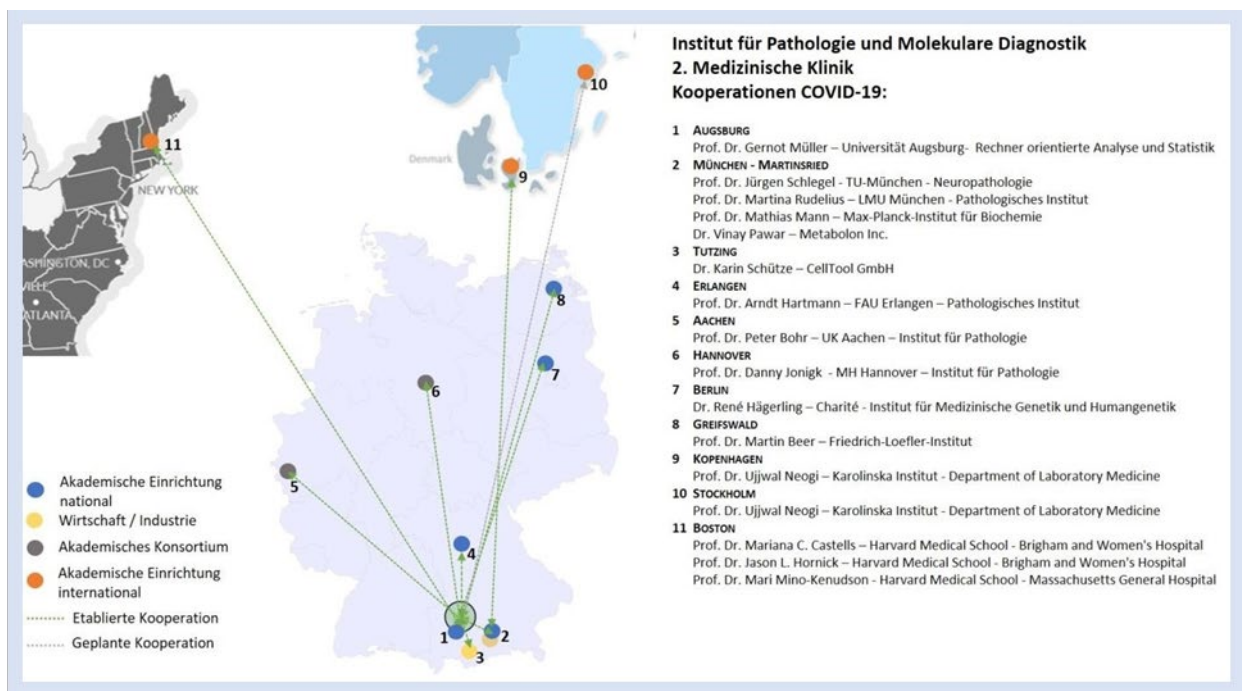 Institut für Pathologie und Molekulare Diagnostik
2. Medizinische Klinik
Kooperationen COVID-19:
1 AUGSBURG
Prof. Dr. Gernot Müller – Universität Augsburg- Rechner orientierte Analyse und Statistik
2 MÜNCHEN - MARTINSRIED
Prof. Dr. Jürgen Schlegel - TU-München - Neuropathologie
Prof. Dr. Martina Rudelius – LMU München - Pathologisches Institut
Prof. Dr. Mathias Mann – Max-Planck-Institut für Biochemie
Dr. Vinay Pawar – Metabolon Inc.
3 TUTZING
Dr. Karin Schütze – CellTool GmbH
4 ERLANGEN
Prof. Dr. Arndt Hartmann – FAU Erlangen – Pathologisches Institut
5 AACHEN
Prof. Dr. Peter Bohr – UK Aachen – Institut für Pathologie
6 HANNOVER
Prof. Dr. Danny Jonigk - MH Hannover – Institut für Pathologie
7 BERLIN
Dr. René Hägerling – Charité - Institut für Medizinische Genetik und Humangenetik
8 GREIFSWALD
Prof. Dr. Martin Beer – Friedrich-Loefler-Institut
9 KOPENHAGEN
Prof. Dr. Ujjwal Neogi – Karolinska Institut - Department of Laboratory Medicine
10 STOCKHOLM
Prof. Dr. Ujjwal Neogi – Karolinska Institut - Department of Laboratory Medicine
11 BOSTON
Prof. Dr. Mariana C. Castells – Harvard Medical School - Brigham and Women's Hospital
Prof. Dr. Jason L. Hornick – Harvard Medical School - Brigham and Women's Hospital
Prof. Dr. Mari Mino-Kenudson - Harvard Medical School - Massachusetts General Hospital
10
11
Denmark
9
NEW YORK
ASHINGTON, DC
VILLE
ATLANTA
8
7
6
5
4
1
2
3
Akademische Einrichtung
national
Wirtschaft / Industrie
Akademisches Konsortium
Akademische Einrichtung
international
Etablierte Kooperation
Geplante Kooperation